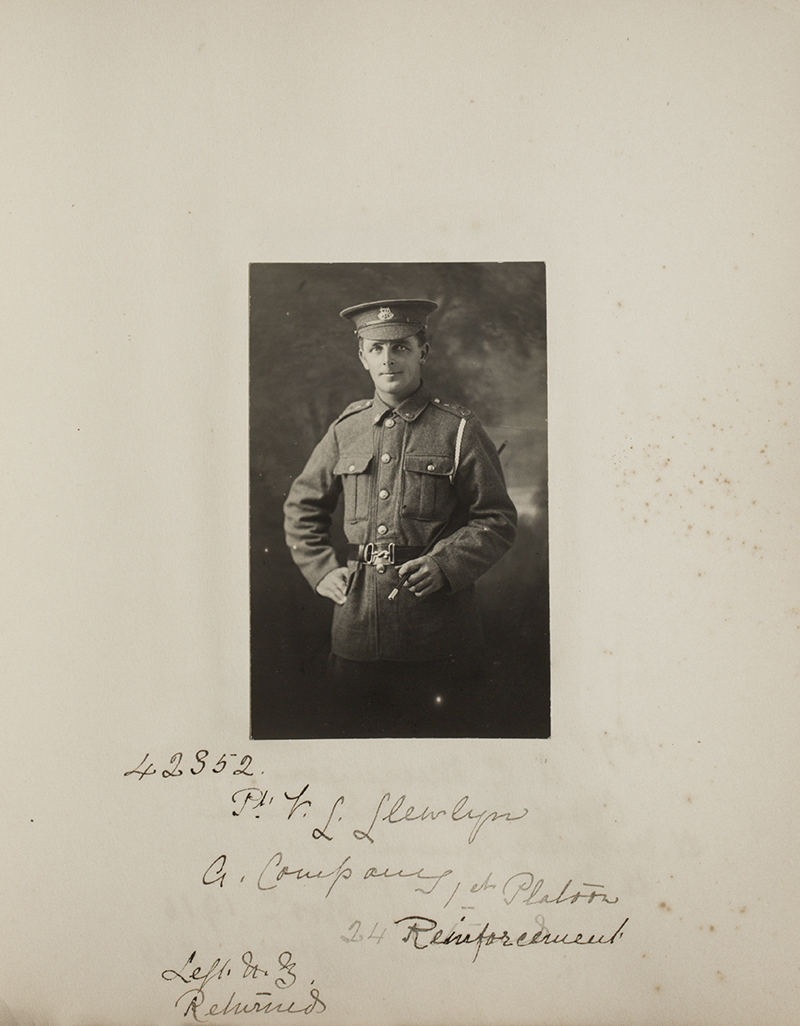 42352.
Pt. V. L. Llewlyn
A. Company 1st Platoon
24 Reinforcement
Left. N. Z.
Returned